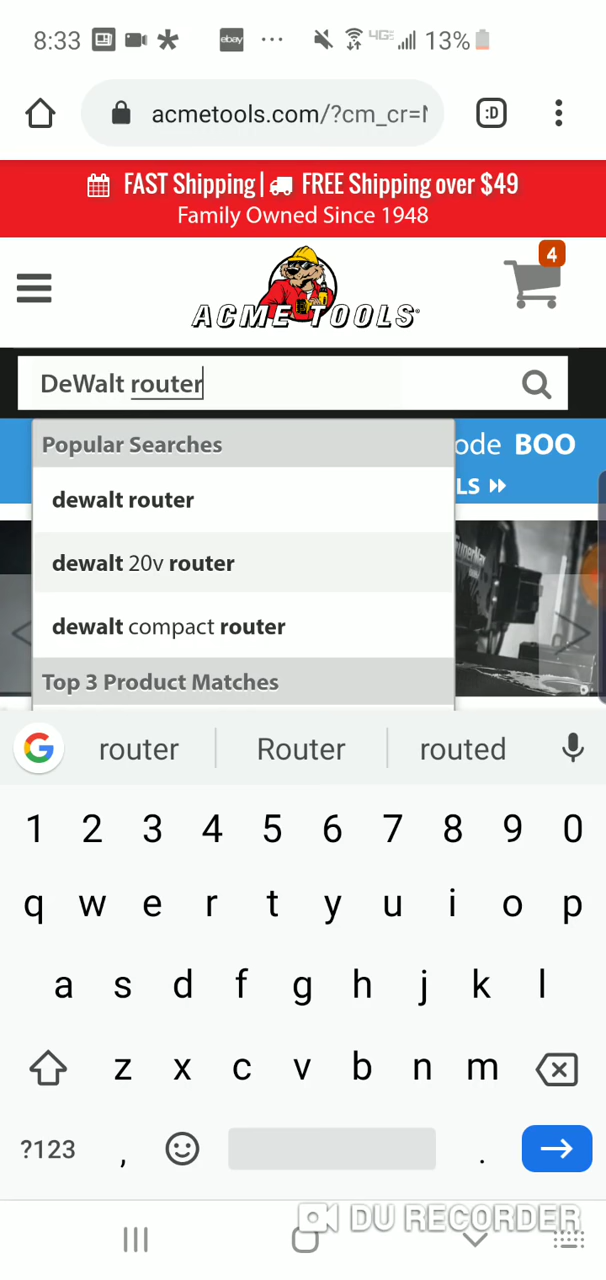 8:33 ebay ... 4GE 13%
acmetools.com/?cm_cr=N :D
FAST Shipping | FREE Shipping over $49
Family Owned Since 1948
4
ACME TOOLS
DeWalt router
Popular Searches
ode BOO
LS
dewalt router
dewalt 20v router
dewalt compact router
Top 3 Product Matches
G router Router routed
1 2 3 4 5 6 7 8 9 0
q w e r t y u i o p
a s d f g h j k l
z x c v b n m
?123 , .
DU RECORDER